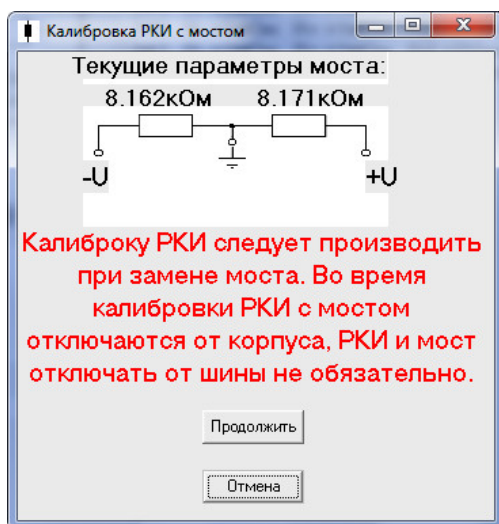 Калибровка РКИ с мостом
Текущие параметры моста:
8.162кОм 8.171кОм
-U +U
Калиброку РКИ следует производить
при замене моста. Во время
калибровки РКИ с мостом
отключаются от корпуса, РКИ и мост
отключать от шины не обязательно.
Продолжить
Отмена